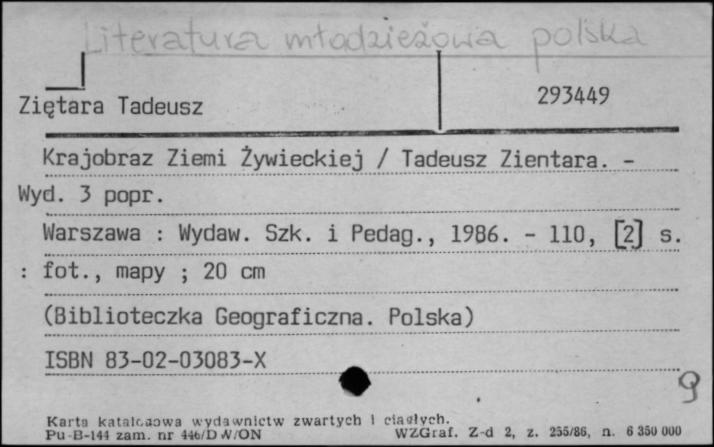 Literatura młodzieżowa polska
Ziętara Tadeusz
293449
Krajobraz Ziemi Żywieckiej / Tadeusz Zientara. -
Wyd. 3 popr.
Warszawa : Wydaw. Szk. i Pedag., 1986. - 110, [2] s.
: fot., mapy ; 20 cm
(Biblioteczka Geograficzna. Polska)
ISBN 83-02-03083-X
9
Karta katalogowa wydawnictw zwartych i ciągłych.
Pu-B-144 zam. nr 446/D W/ON WZGraf. Z-d 2, z. 255/86, n. 6 350 000